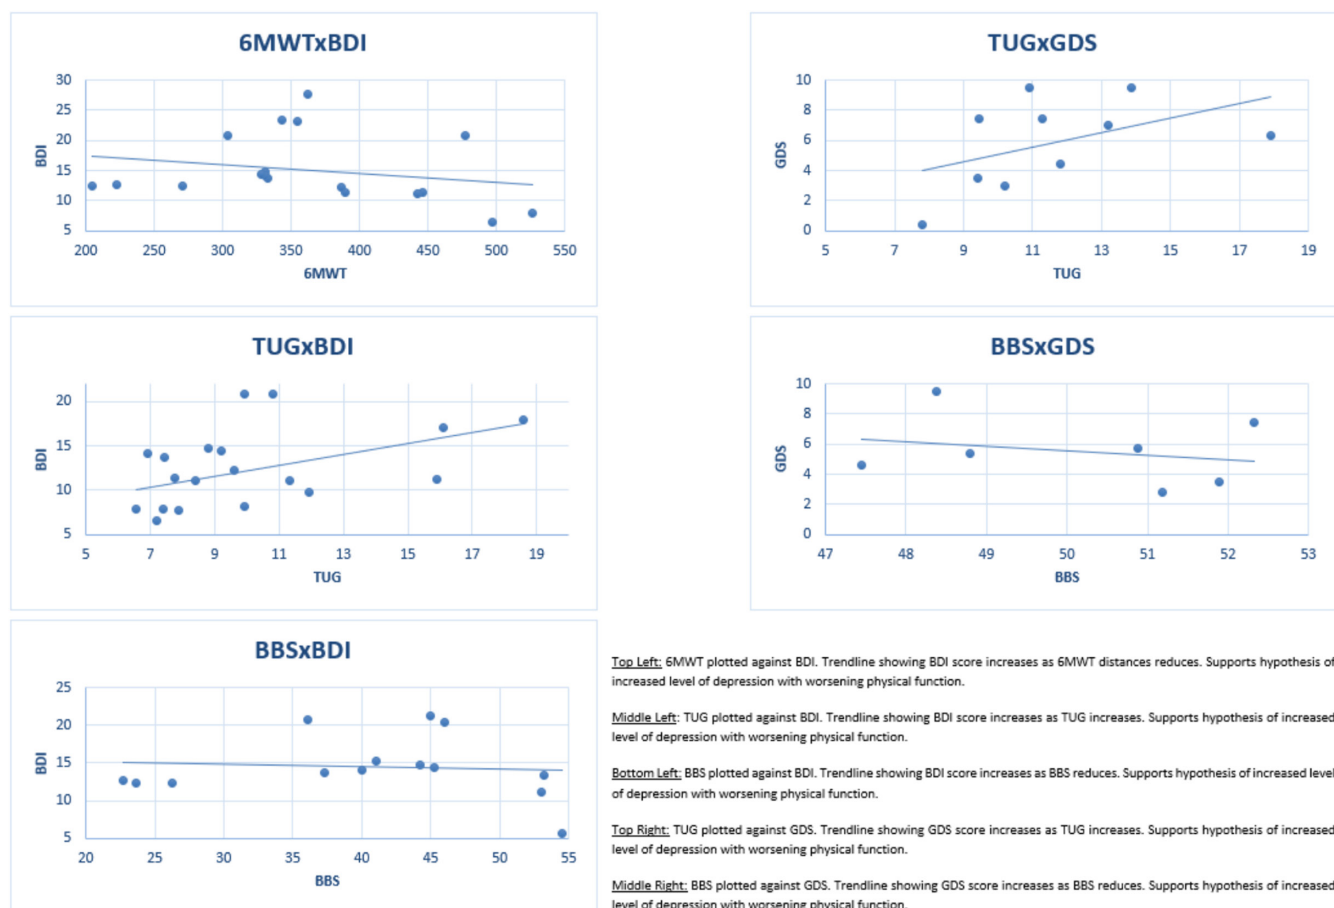 6MWTxBDI
30
25
20
15
10
5
BDI
200 250 300 350 400 450 500 550
6MWT
TUGxGDS
10
8
6
4
2
0
GDS
5 7 9 11 13 15 17 19
TUG
TUGxBDI
20
15
10
5
BDI
5 7 9 11 13 15 17 19
TUG
BBSxGDS
10
8
6
4
2
0
GDS
47 48 49 50 51 52 53
BBS
BBSxBDI
25
20
15
10
5
BDI
20 25 30 35 40 45 50 55
BBS
Top Left: 6MWT plotted against BDI. Trendline showing BDI score increases as 6MWT distances reduces. Supports hypothesis of
increased level of depression with worsening physical function.
Middle Left: TUG plotted against BDI. Trendline showing BDI score increases as TUG increases. Supports hypothesis of increased
level of depression with worsening physical function.
Bottom Left: BBS plotted against BDI. Trendline showing BDI score increases as BBS reduces. Supports hypothesis of increased level
of depression with worsening physical function.
Top Right: TUG plotted against GDS. Trendline showing GDS score increases as TUG increases. Supports hypothesis of increased
level of depression with worsening physical function.
Middle Right: BBS plotted against GDS. Trendline showing GDS score increases as BBS reduces. Supports hypothesis of increased
level of depression with worsening physical function.